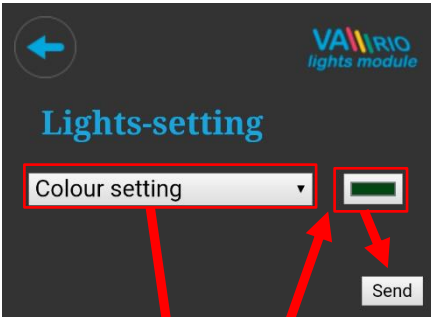 VARIO
lights module
Lights-setting
Colour setting
Send